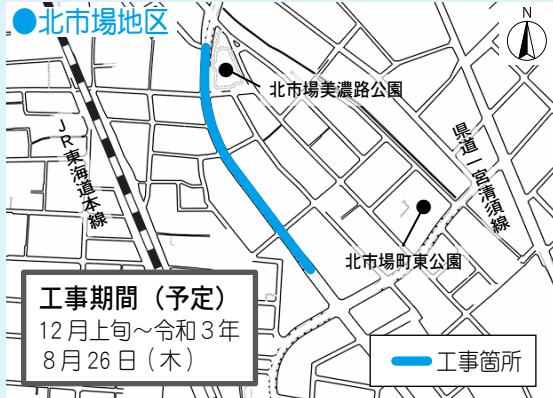 ●北市場地区
N
北市場美濃路公園
JR東海道本線
県道一宮清須線
北市場町東公園
工事期間（予定）
12月上旬～令和3年
8月26日（木）
工事箇所